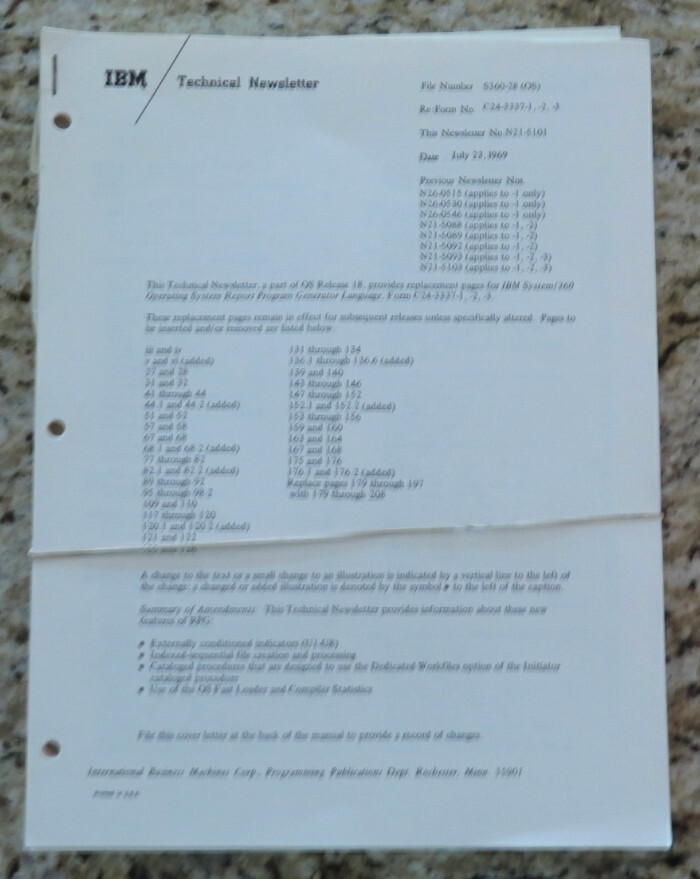 IBM Technical Newsletter
File Number S360-28 (OS)
Re: Form No. C24-3337-1, -2, -3
This Newsletter No. N21-5101
Date July 23, 1969
Previous Newsletter Nos.
N26-0515 (applies to -1 only)
N26-0530 (applies to -1 only)
N26-0546 (applies to -1 only)
N21-5088 (applies to -1, -2)
N21-5089 (applies to -1, -2)
N21-5092 (applies to -1, -2)
N21-5093 (applies to -1, -2, -3)
N21-5103 (applies to -1, -2, -3)
This Technical Newsletter, a part of OS Release 18, provides replacement pages for IBM System/360
Operating System Report Program Generator Language, Form C24-3337-1, -2, -3.
These replacement pages remain in effect for subsequent releases unless specifically altered. Pages to
be inserted and/or removed are listed below.
iii and iv
v and vi (added)
27 and 28
31 and 32
41 through 44
44.1 and 44.2 (added)
51 and 52
57 and 58
67 and 68
68.1 and 68.2 (added)
77 through 82
82.1 and 82.2 (added)
89 through 92
95 through 98.2
109 and 110
117 through 120
120.1 and 120.2 (added)
121 and 122
131 through 134
136.1 through 136.6 (added)
139 and 140
143 through 146
147 through 152
152.1 and 152.2 (added)
153 through 156
159 and 160
163 and 164
167 and 168
175 and 176
176.1 and 176.2 (added)
Replace pages 179 through 197
with 179 through 208
A change to the text or a small change to an illustration is indicated by a vertical line to the left of
the change; a changed or added illustration is denoted by the symbol • to the left of the caption.
Summary of Amendments: This Technical Newsletter provides information about these new
features of RPG:
• Externally conditioned indicators (U1-U8)
• Indexed-sequential file creation and processing
• Cataloged procedures that are designed to use the Dedicated Workfiles option of the Initiator
cataloged procedure
• Use of the OS Fast Loader and Compiler Statistics
File this cover letter at the back of the manual to provide a record of changes.
International Business Machines Corp., Programming Publications Dept. Rochester, Minn. 55901